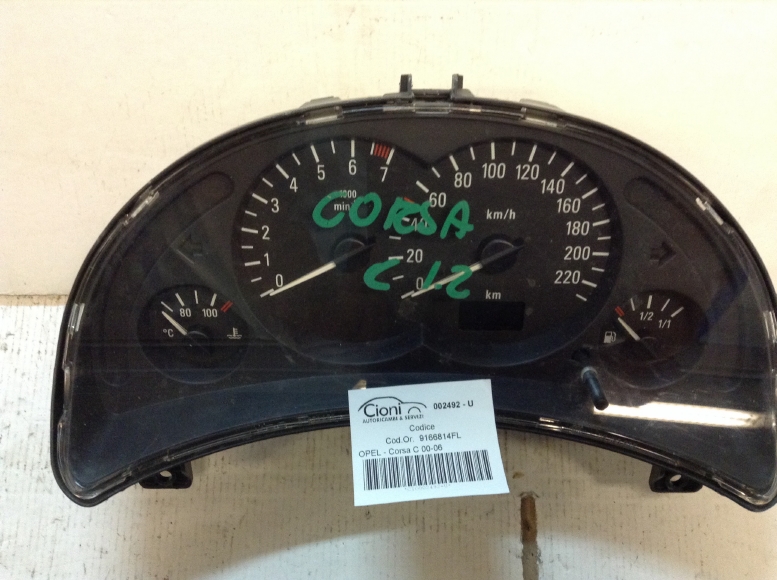 0 1 2 3 4 5 6 7
1000
min
0 20 40 60 80 100 120 140 160 180 200 220
km/h
km
CORSA
C 12
80 100
°C
1/2 1/1
Cioni
AUTORICAMBI & SERVIZI
002492 - U
Codice
Cod.Or. 9166814FL
OPEL - Corsa C 00-06